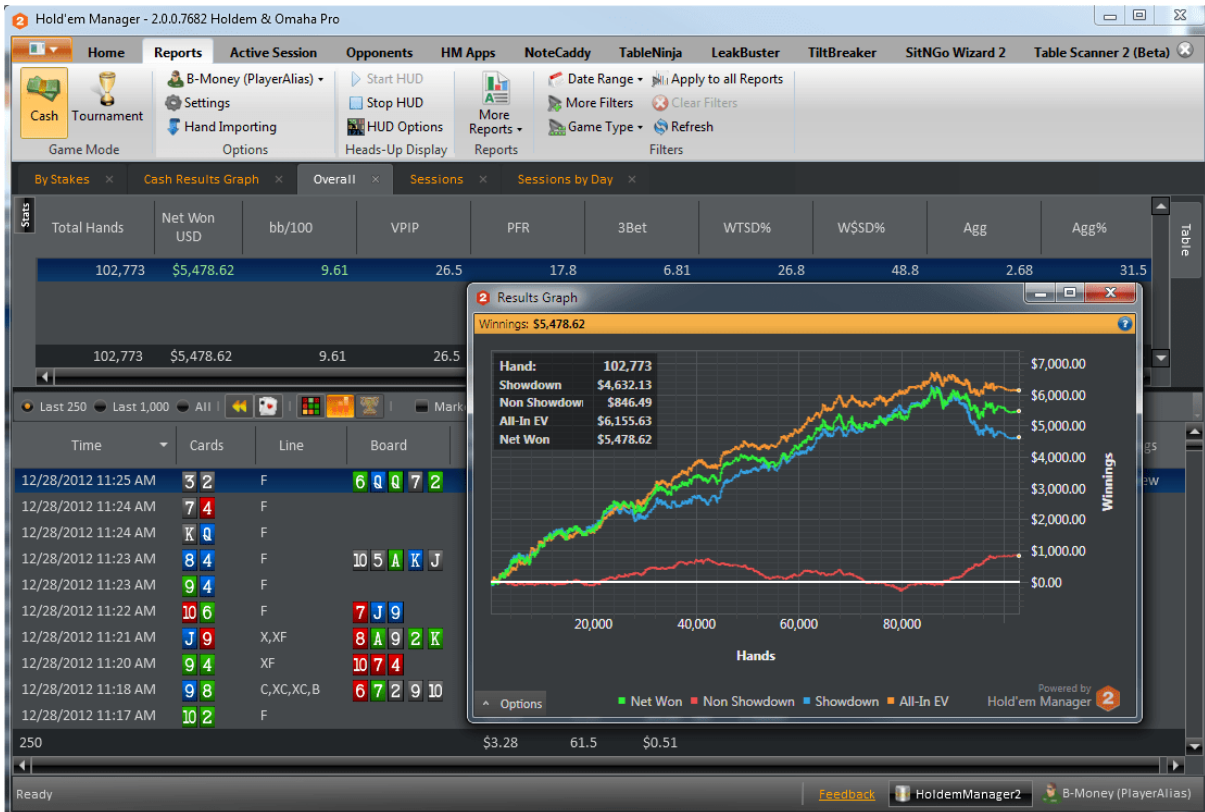 Hold'em Manager - 2.0.0.7682 Holdem & Omaha Pro
Home Reports Active Session Opponents HM Apps NoteCaddy TableNinja LeakBuster TiltBreaker SitNGo Wizard 2 Table Scanner 2 (Beta)
B-Money (PlayerAlias) Start HUD Date Range Apply to all Reports
Settings Stop HUD More Filters Clear Filters
Cash Tournament Hand Importing HUD Options More Reports Game Type Refresh
Game Mode Options Heads-Up Display Reports Filters
By Stakes Cash Results Graph Overall Sessions Sessions by Day
Stats Total Hands Net Won USD bb/100 VPIP PFR 3Bet WTSD% W$SD% Agg Agg% Table
102,773 $5,478.62 9.61 26.5 17.8 6.81 26.8 48.8 2.68 31.5
102,773 $5,478.62 9.61 26.5
Last 250 Last 1,000 All Mark
Time Cards Line Board gs
12/28/2012 11:25 AM 3 2 F 6 Q Q 7 2 ew
12/28/2012 11:24 AM 7 4 F
12/28/2012 11:24 AM K Q F
12/28/2012 11:23 AM 8 4 F 10 5 A K J
12/28/2012 11:23 AM 9 4 F
12/28/2012 11:22 AM 10 6 F 7 J 9
12/28/2012 11:21 AM J 9 X,XF 8 A 9 2 K
12/28/2012 11:20 AM 9 4 XF 10 7 4
12/28/2012 11:18 AM 9 8 C,XC,XC,B 6 7 2 9 10
12/28/2012 11:17 AM 10 2 F
250 $3.28 61.5 $0.51
Results Graph
Winnings: $5,478.62
Hand: 102,773
Showdown $4,632.13
Non Showdown $846.49
All-In EV $6,155.63
Net Won $5,478.62
$7,000.00
$6,000.00
$5,000.00
$4,000.00
$3,000.00
$2,000.00
$1,000.00
$0.00
Winnings
20,000 40,000 60,000 80,000
Hands
Options Net Won Non Showdown Showdown All-In EV
Powered by
Hold'em Manager 2
Ready Feedback HoldemManager2 B-Money (PlayerAlias)